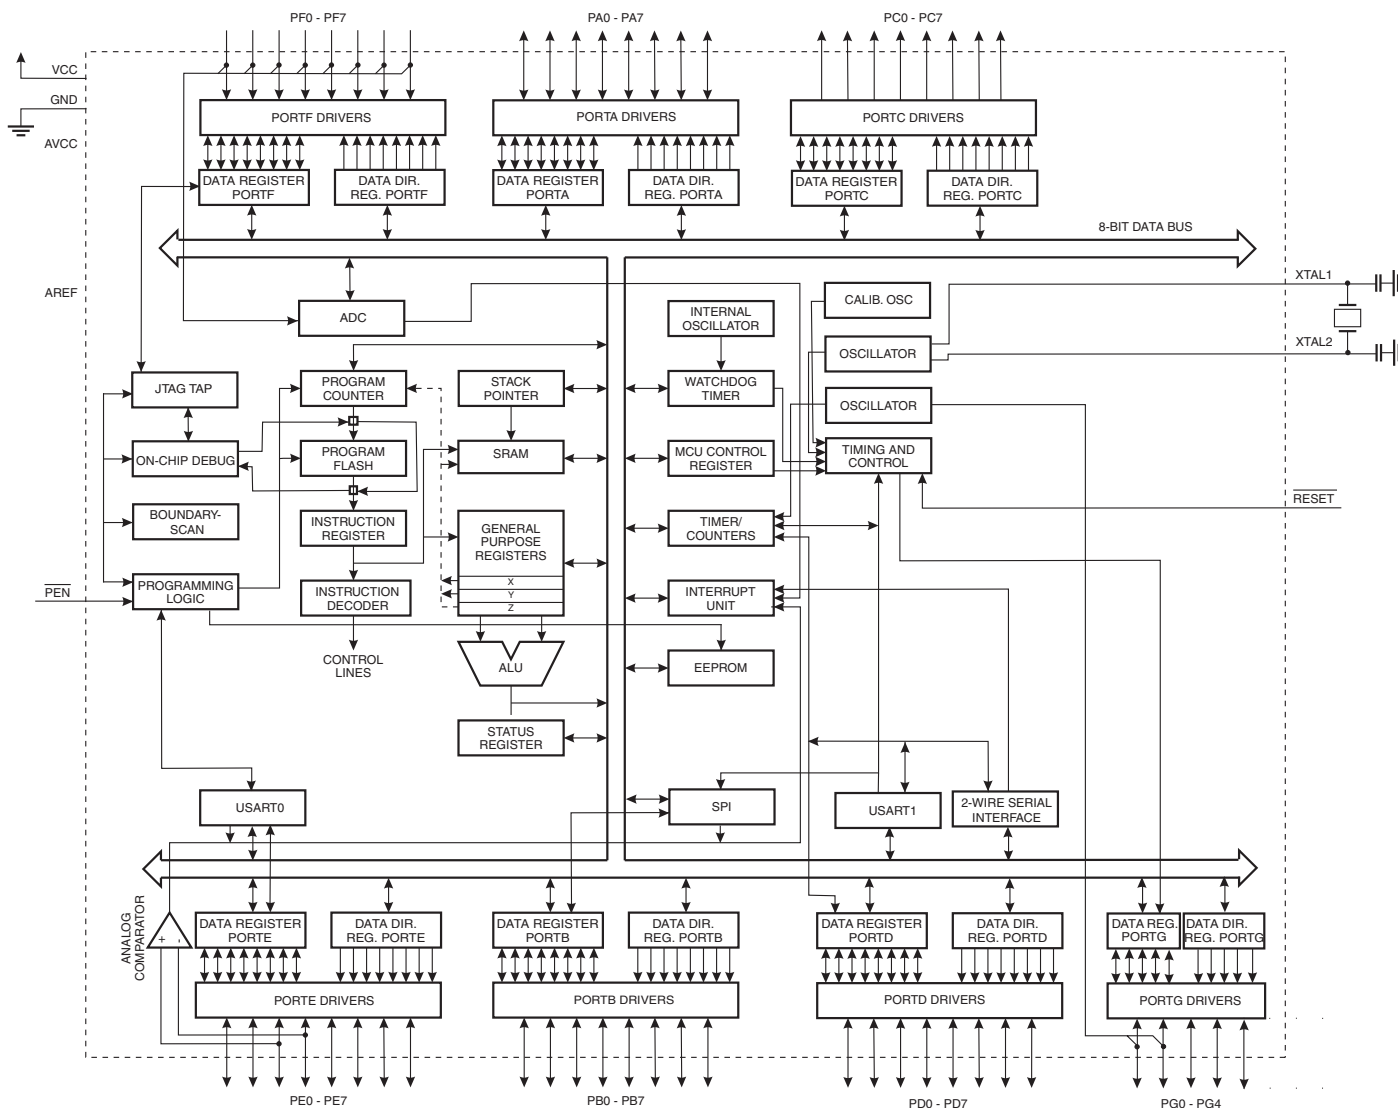 PF0 - PF7
PA0 - PA7
PC0 - PC7
VCC
GND
AVCC
PORTF DRIVERS
PORTA DRIVERS
PORTC DRIVERS
DATA REGISTER
PORTF
DATA DIR.
REG. PORTF
DATA REGISTER
PORTA
DATA DIR.
REG. PORTA
DATA REGISTER
PORTC
DATA DIR.
REG. PORTC
8-BIT DATA BUS
AREF
XTAL1
XTAL2
ADC
INTERNAL
OSCILLATOR
CALIB. OSC
OSCILLATOR
JTAG TAP
PROGRAM
COUNTER
STACK
POINTER
WATCHDOG
TIMER
OSCILLATOR
ON-CHIP DEBUG
PROGRAM
FLASH
SRAM
MCU CONTROL
REGISTER
TIMING AND
CONTROL
RESET
BOUNDARY-
SCAN
INSTRUCTION
REGISTER
GENERAL
PURPOSE
REGISTERS
X
Y
Z
TIMER/
COUNTERS
PEN
PROGRAMMING
LOGIC
INSTRUCTION
DECODER
INTERRUPT
UNIT
CONTROL
LINES
ALU
EEPROM
STATUS
REGISTER
USART0
SPI
USART1
2-WIRE SERIAL
INTERFACE
ANALOG
COMPARATOR
+
-
DATA REGISTER
PORTE
DATA DIR.
REG. PORTE
DATA REGISTER
PORTB
DATA DIR.
REG. PORTB
DATA REGISTER
PORTD
DATA DIR.
REG. PORTD
DATA REG.
PORTG
DATA DIR.
REG. PORTG
PORTE DRIVERS
PORTB DRIVERS
PORTD DRIVERS
PORTG DRIVERS
PE0 - PE7
PB0 - PB7
PD0 - PD7
PG0 - PG4